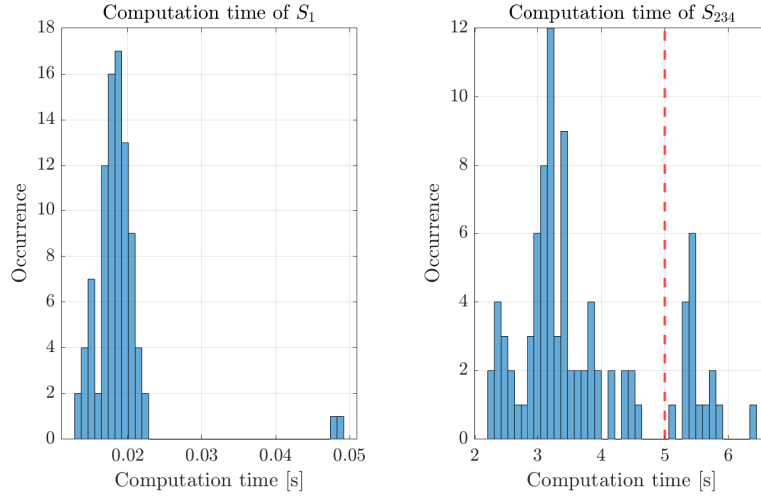 Computation time of S₁
18
16
14
12
10
8
6
4
2
0
Occurrence
0.02 0.03 0.04 0.05
Computation time [s]
Computation time of S₂₃₄
12
10
8
6
4
2
0
Occurrence
2 3 4 5 6
Computation time [s]